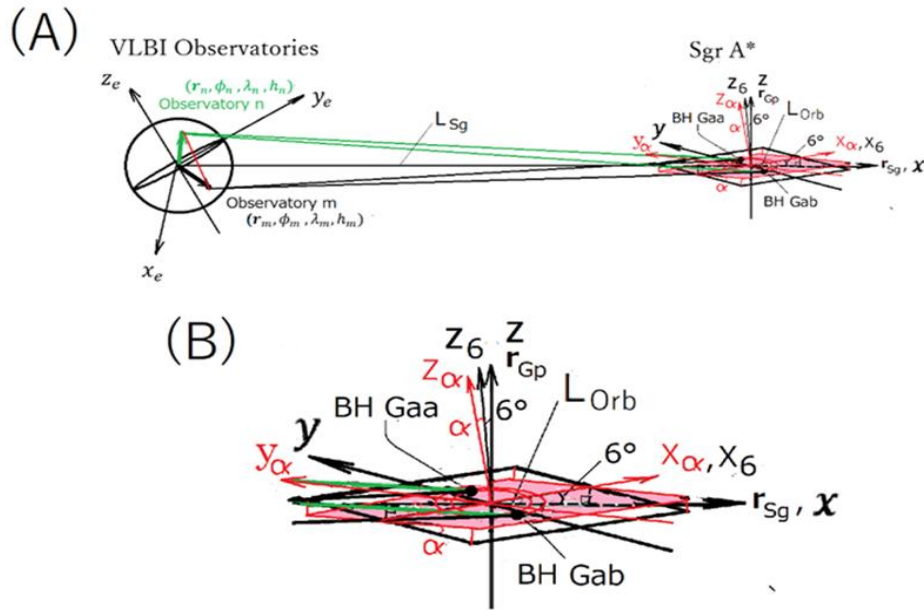 (A)
VLBI Observatories
Sgr A*
z_e
(r_n, ϕ_n, λ_n, h_n)
Observatory n
y_e
L_Sg
Z_6
Z
r_Gp
Z_α
6°
L_Orb
BH Gaa
α
y
y_α
6°
X_α, X_6
r_Sg, x
α
BH Gab
Observatory m
(r_m, ϕ_m, λ_m, h_m)
x_e
(B)
Z_6
Z
r_Gp
Z_α
6°
L_Orb
BH Gaa
α
y
6°
y_α
X_α, X_6
r_Sg, x
α
BH Gab